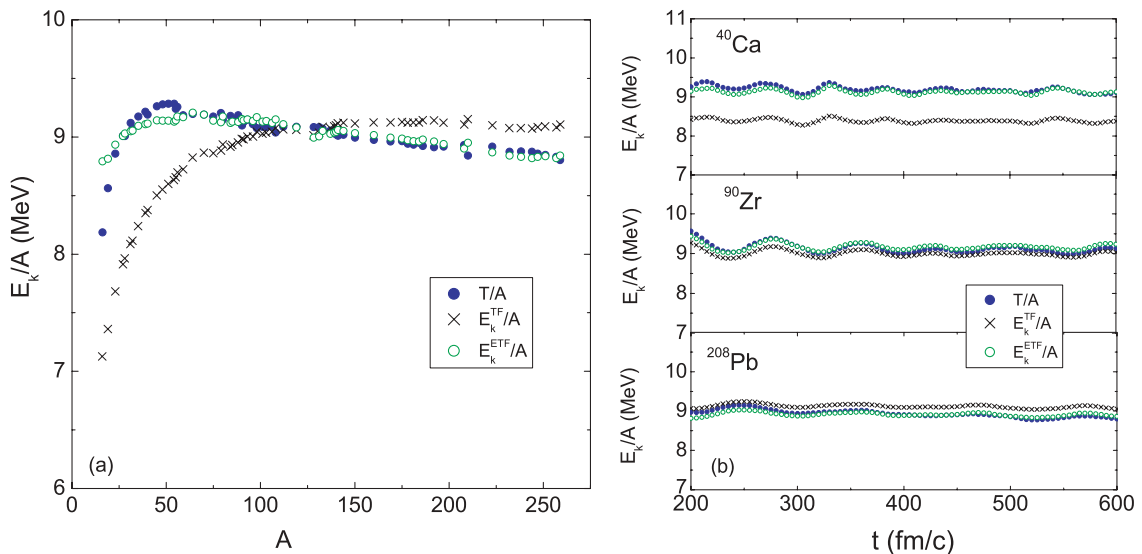 10
9
8
7
6
0 50 100 150 200 250
E_k/A (MeV)
A
(a)
T/A
E_k^TF/A
E_k^ETF/A
11
10
9
8
7
E_k/A (MeV)
⁴⁰Ca
11
10
9
8
7
E_k/A (MeV)
⁹⁰Zr
T/A
E_k^TF/A
E_k^ETF/A
11
10
9
8
7
E_k/A (MeV)
²⁰⁸Pb
(b)
200 300 400 500 600
t (fm/c)